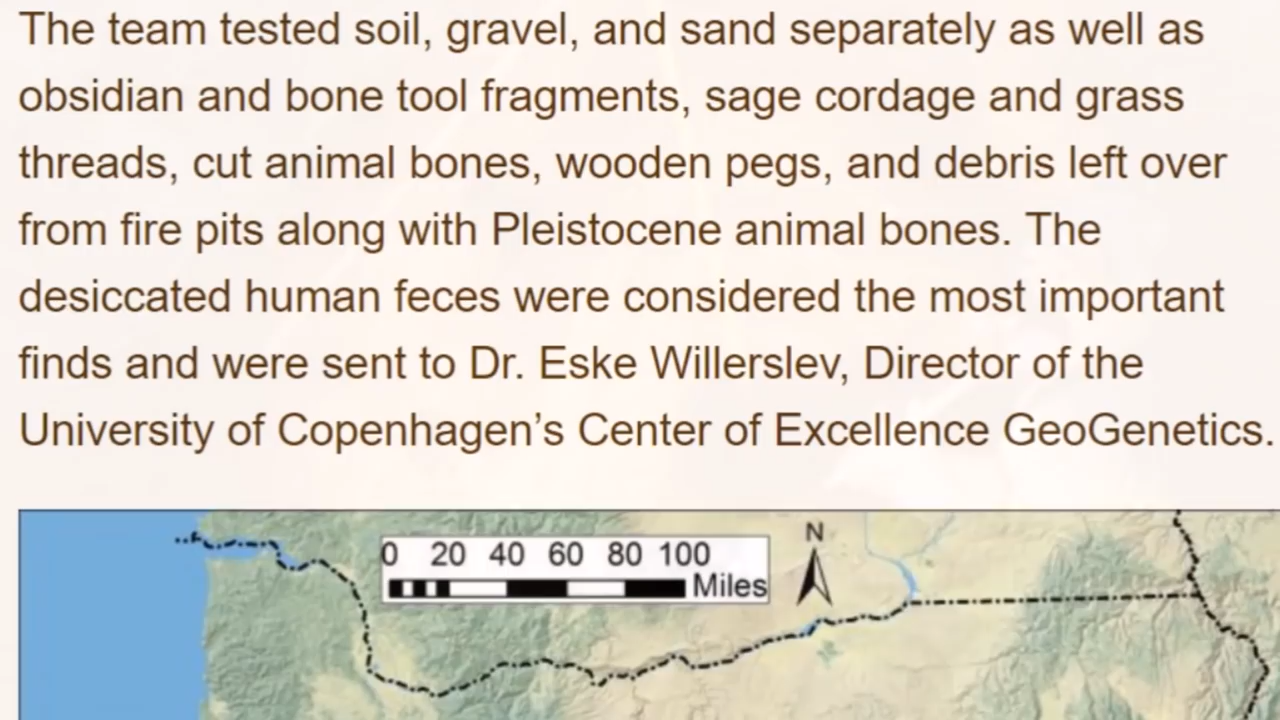 The team tested soil, gravel, and sand separately as well as
obsidian and bone tool fragments, sage cordage and grass
threads, cut animal bones, wooden pegs, and debris left over
from fire pits along with Pleistocene animal bones. The
desiccated human feces were considered the most important
finds and were sent to Dr. Eske Willerslev, Director of the
University of Copenhagen’s Center of Excellence GeoGenetics.
N
0 20 40 60 80 100
Miles